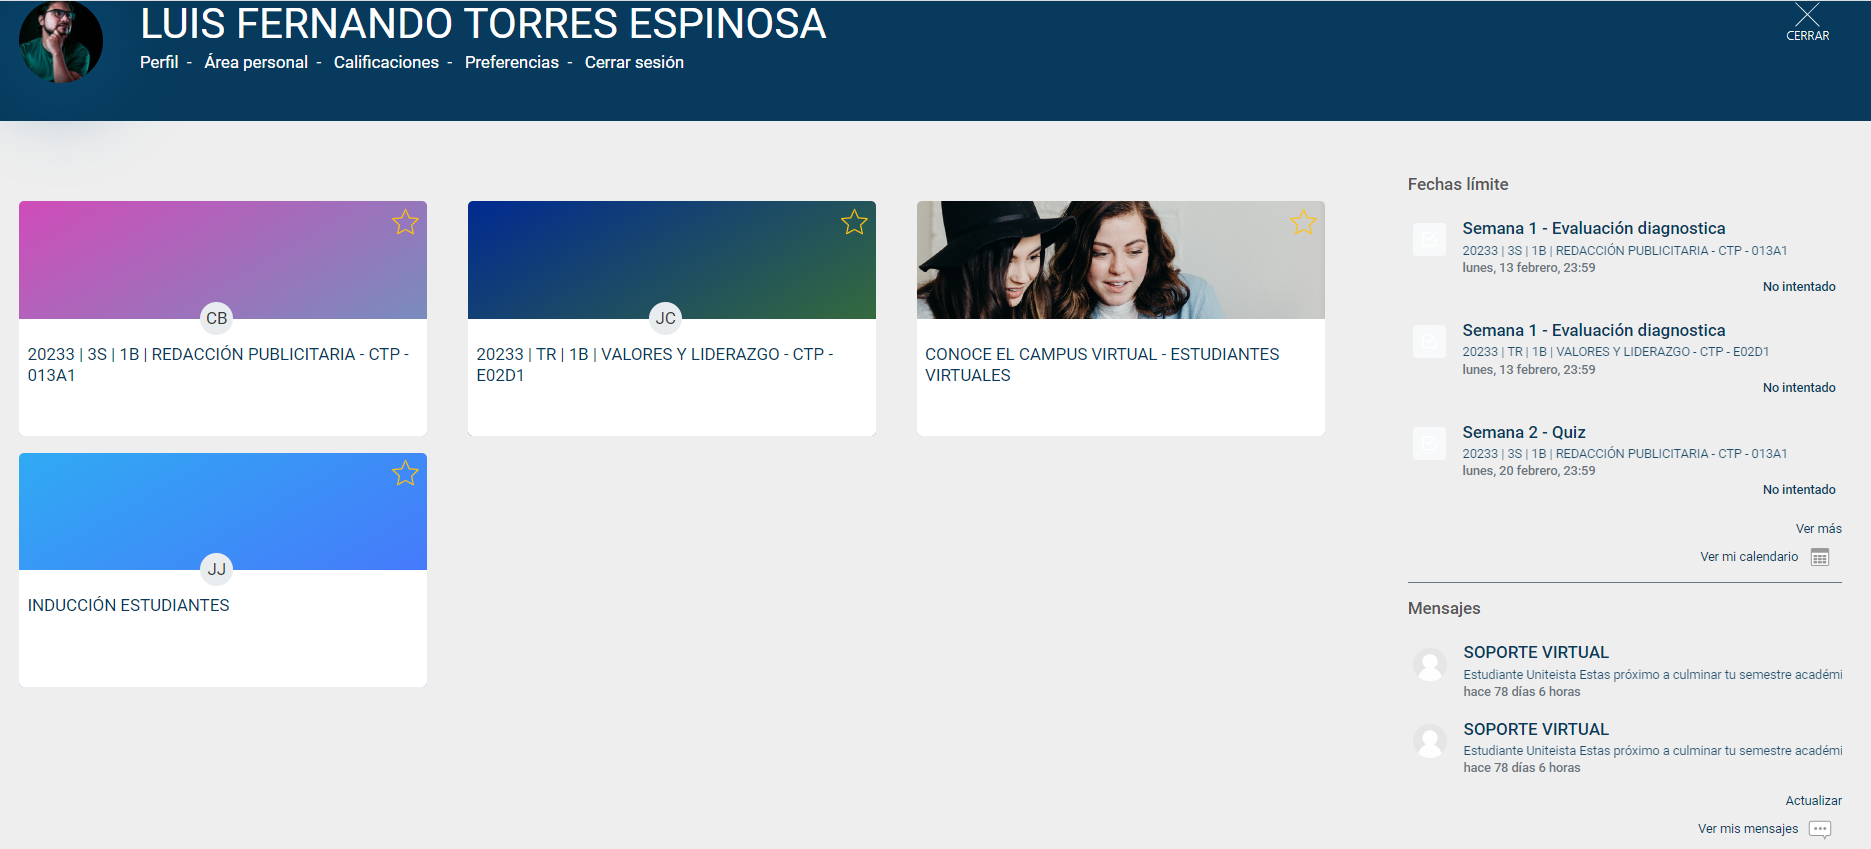 LUIS FERNANDO TORRES ESPINOSA
Perfil - Área personal - Calificaciones - Preferencias - Cerrar sesión
CERRAR
CB
20233 | 3S | 1B | REDACCIÓN PUBLICITARIA - CTP -
013A1
JC
20233 | TR | 1B | VALORES Y LIDERAZGO - CTP -
E02D1
CONOCE EL CAMPUS VIRTUAL - ESTUDIANTES
VIRTUALES
JJ
INDUCCIÓN ESTUDIANTES
Fechas límite
Semana 1 - Evaluación diagnostica
20233 | 3S | 1B | REDACCIÓN PUBLICITARIA - CTP - 013A1
lunes, 13 febrero, 23:59
No intentado
Semana 1 - Evaluación diagnostica
20233 | TR | 1B | VALORES Y LIDERAZGO - CTP - E02D1
lunes, 13 febrero, 23:59
No intentado
Semana 2 - Quiz
20233 | 3S | 1B | REDACCIÓN PUBLICITARIA - CTP - 013A1
lunes, 20 febrero, 23:59
No intentado
Ver más
Ver mi calendario
Mensajes
SOPORTE VIRTUAL
Estudiante Uniteista Estas próximo a culminar tu semestre académi
hace 78 días 6 horas
SOPORTE VIRTUAL
Estudiante Uniteista Estas próximo a culminar tu semestre académi
hace 78 días 6 horas
Actualizar
Ver mis mensajes